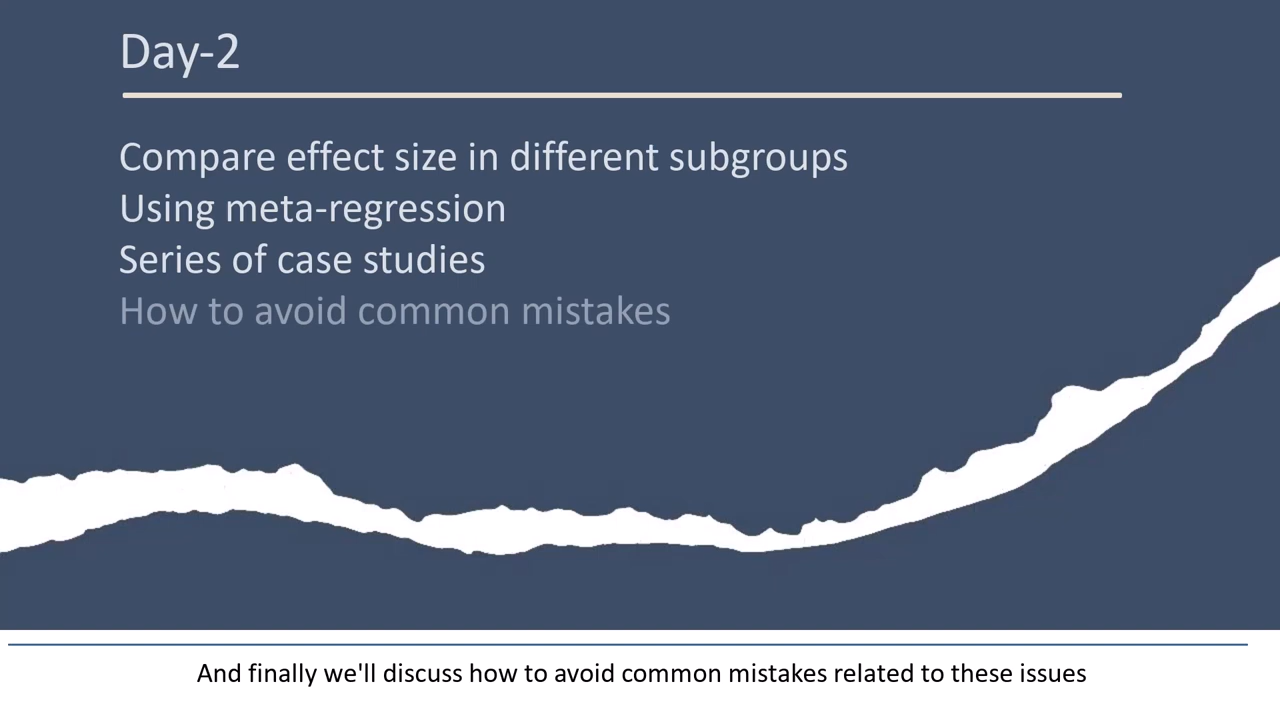 Day-2
Compare effect size in different subgroups
Using meta-regression
Series of case studies
How to avoid common mistakes
And finally we'll discuss how to avoid common mistakes related to these issues